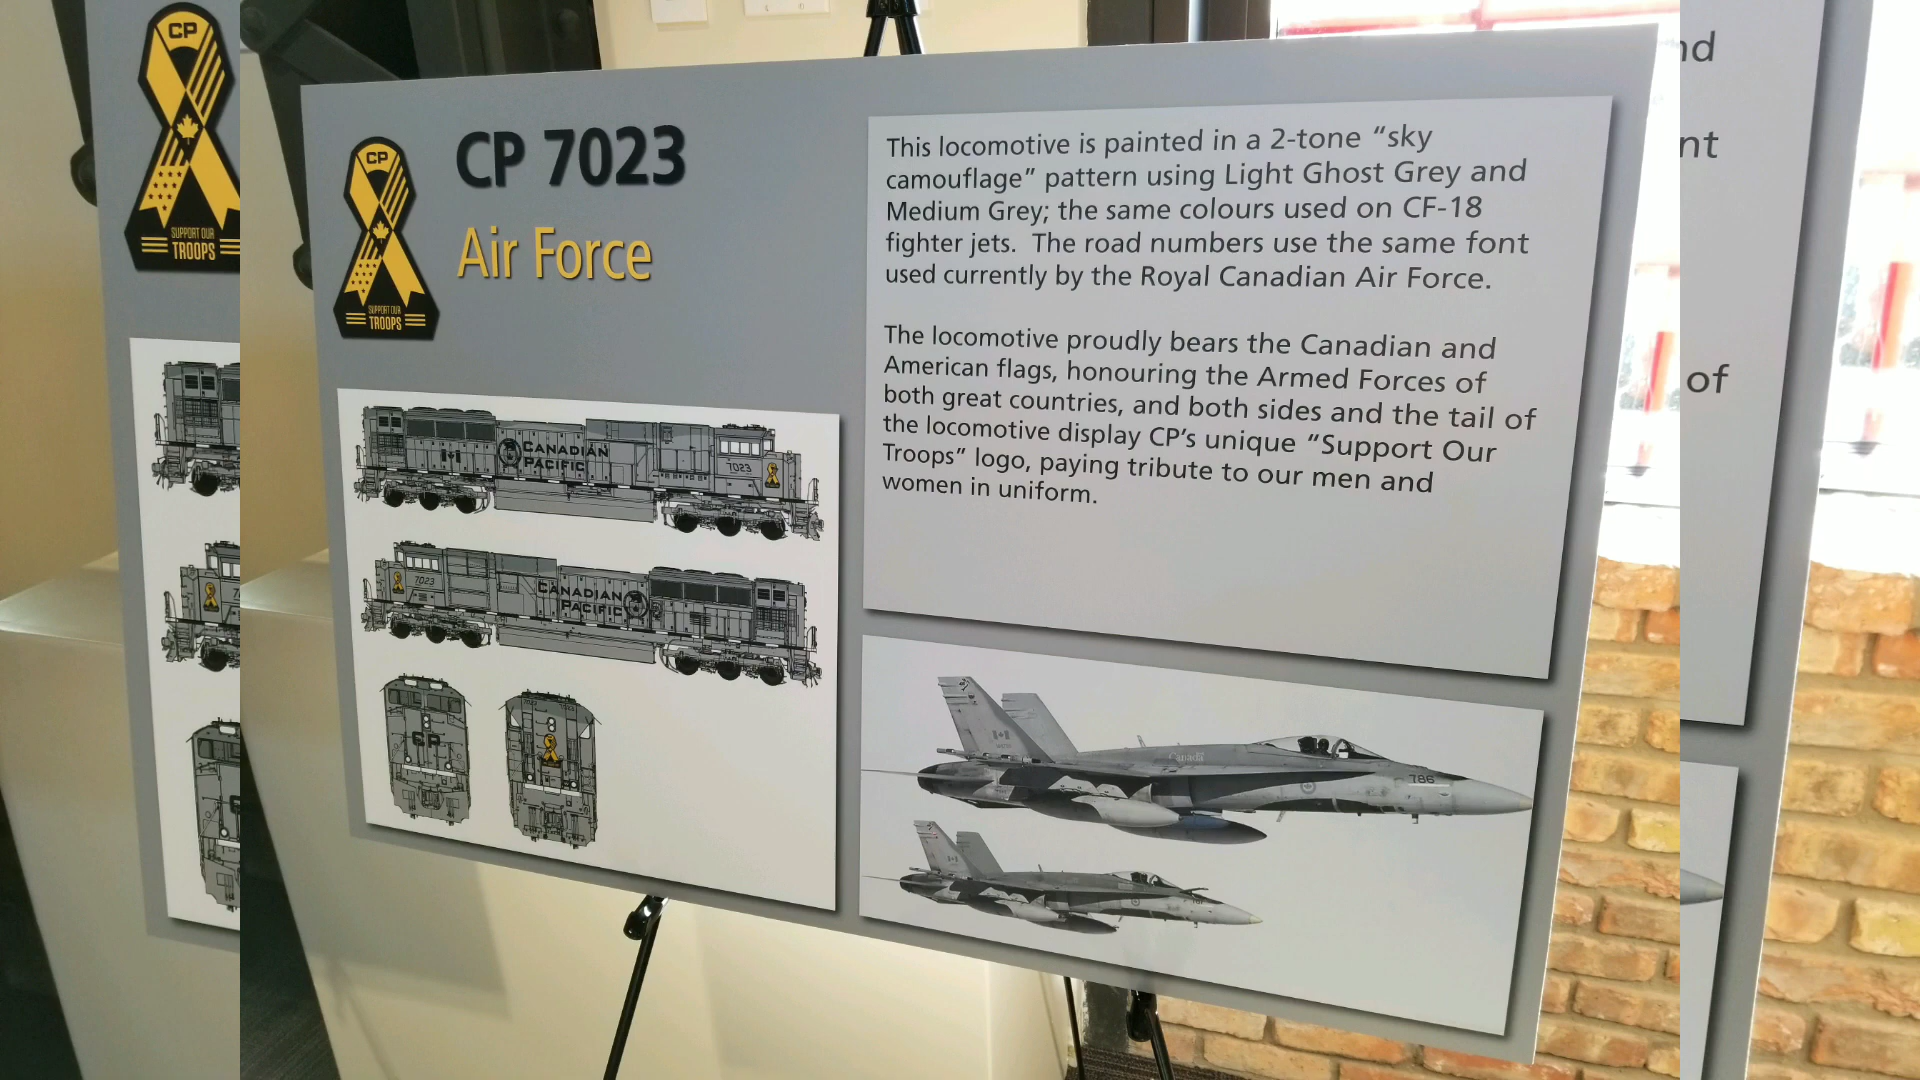 CP
SUPPORT OUR
TROOPS
CP
SUPPORT OUR
TROOPS
CP 7023
Air Force
This locomotive is painted in a 2-tone “sky
camouflage” pattern using Light Ghost Grey and
Medium Grey; the same colours used on CF-18
fighter jets.  The road numbers use the same font
used currently by the Royal Canadian Air Force.
The locomotive proudly bears the Canadian and
American flags, honouring the Armed Forces of
both great countries, and both sides and the tail of
the locomotive display CP’s unique “Support Our
Troops” logo, paying tribute to our men and
women in uniform.
CANADIAN
PACIFIC
7023
7023
CANADIAN
PACIFIC
CP
Canada
786
nd
nt
of